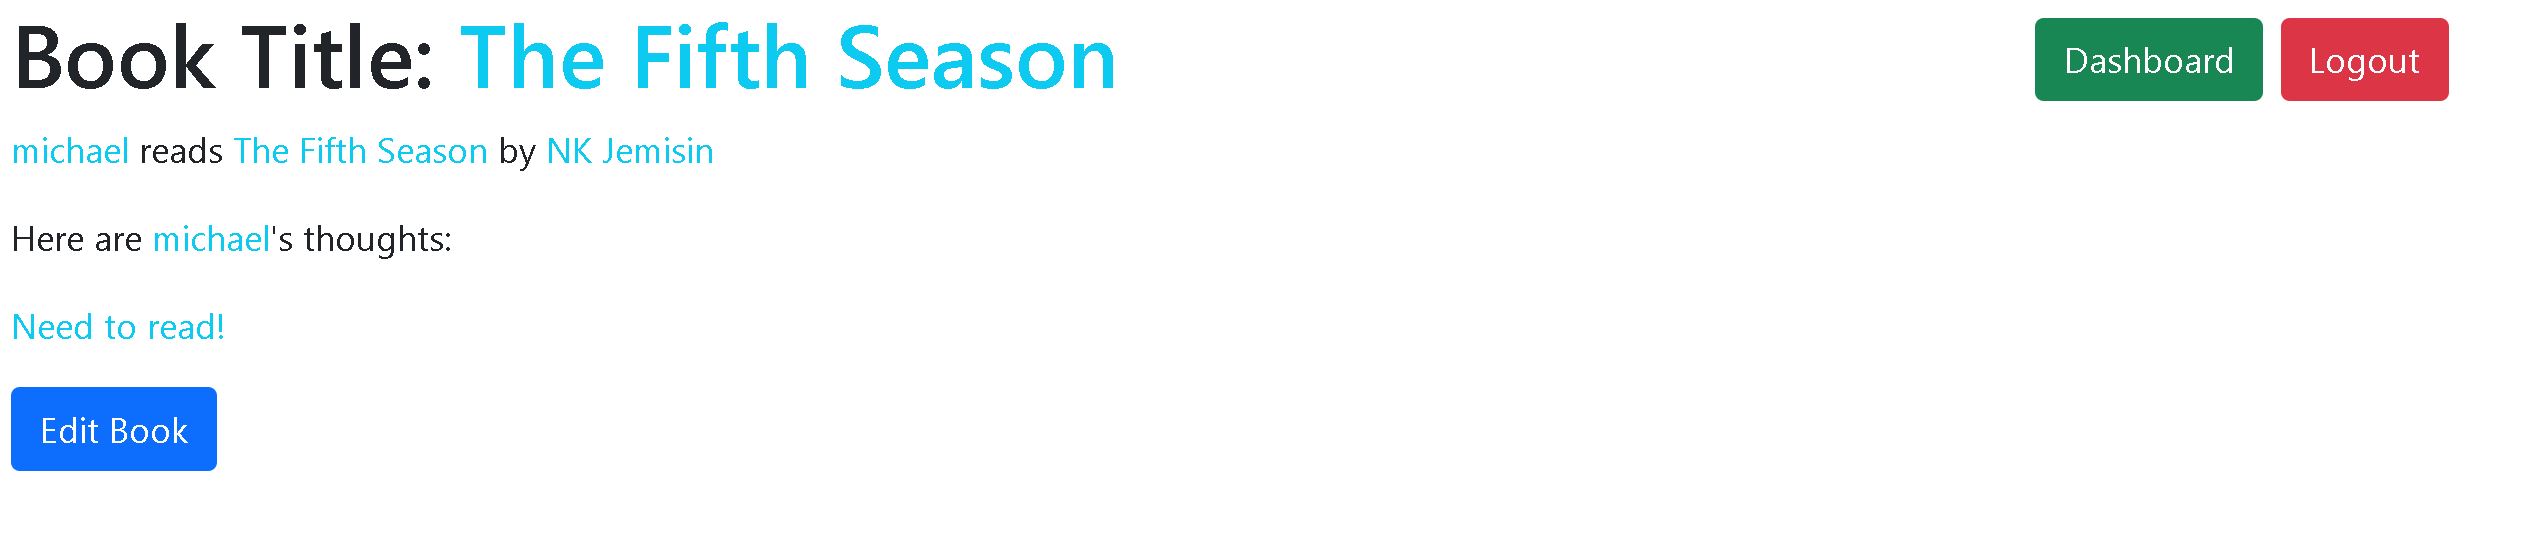 Book Title: The Fifth Season
Dashboard
Logout
michael reads The Fifth Season by NK Jemisin
Here are michael's thoughts:
Need to read!
Edit Book